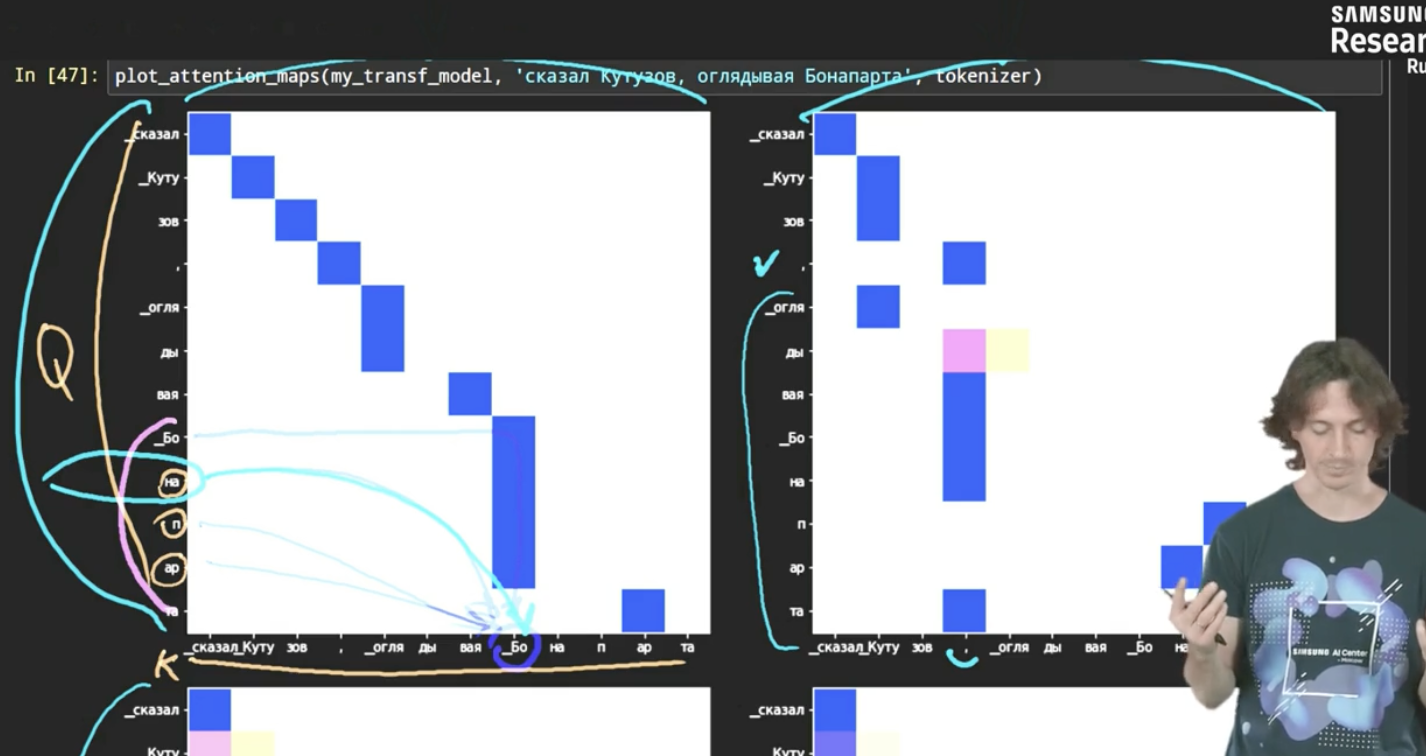 SAMSUNG
Resear
Ru
In [47]: plot_attention_maps(my_transf_model, 'сказал Кутузов, оглядывая Бонапарта', tokenizer)
_сказал
_Куту
зов
,
_огля
ды
вая
_Бо
на
п
ар
та
Q
_сказал _Куту зов , _огля ды вая _Бо на п ар та
K
_сказал
_Куту
зов
,
_огля
ды
вая
_Бо
на
п
ар
та
_сказал _Куту зов , _огля ды вая _Бо на
SAMSUNG AI Center
_сказал
Куту
_сказал
Куту